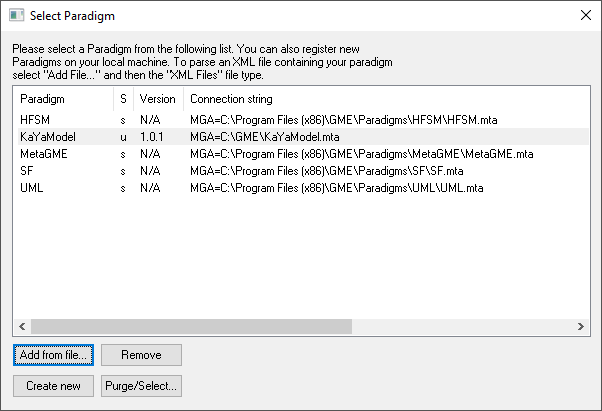 Select Paradigm
Please select a Paradigm from the following list. You can also register new
Paradigms on your local machine. To parse an XML file containing your paradigm
select "Add File..." and then the "XML Files" file type.
Paradigm S Version Connection string
HFSM s N/A MGA=C:\Program Files (x86)\GME\Paradigms\HFSM\HFSM.mta
KaYaModel u 1.0.1 MGA=C:\GME\KaYaModel.mta
MetaGME s N/A MGA=C:\Program Files (x86)\GME\Paradigms\MetaGME\MetaGME.mta
SF s N/A MGA=C:\Program Files (x86)\GME\Paradigms\SF\SF.mta
UML s N/A MGA=C:\Program Files (x86)\GME\Paradigms\UML\UML.mta
Add from file... Remove
Create new Purge/Select...